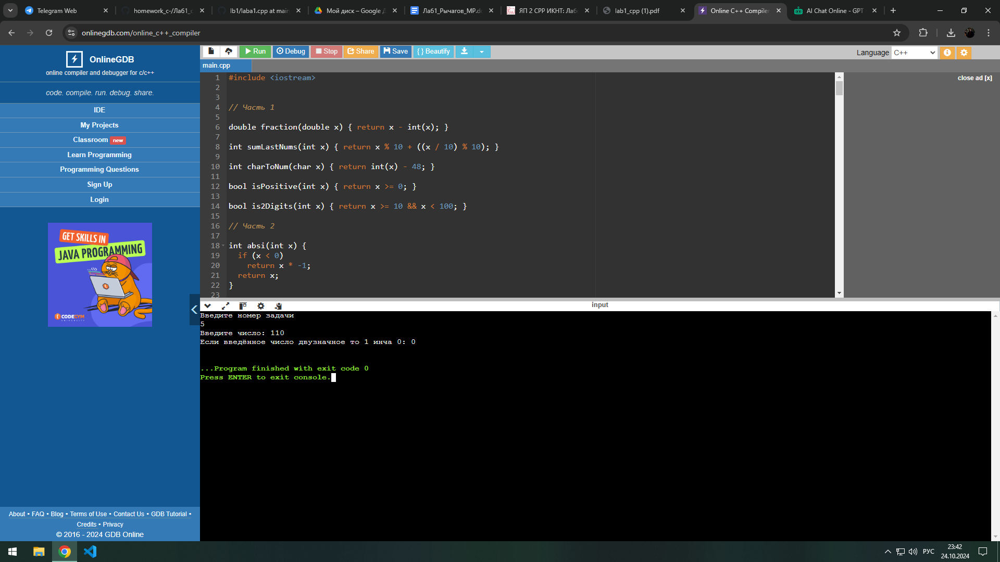 Telegram Web
homework_c-//Лаб1_c
lb1/laba1.cpp at main
Мой диск – Google Д
Лаб1_Рычагов_МР.do
ЯП 2 СРР ИКНТ: Лабо
lab1_cpp (1).pdf
Online C++ Compiler
AI Chat Online - GPT
onlinegdb.com/online_c++_compiler
OnlineGDB
online compiler and debugger for c/c++
code. compile. run. debug. share.
IDE
My Projects
Classroom new
Learn Programming
Programming Questions
Sign Up
Login
GET SKILLS IN
JAVA PROGRAMMING
CODEGYM
UNIVERSITY
About • FAQ • Blog • Terms of Use • Contact Us • GDB Tutorial •
Credits • Privacy
© 2016 - 2024 GDB Online
Run Debug Stop Share Save { } Beautify
Language C++
main.cpp
close ad [x]
1 #include <iostream>
2
3
4 // Часть 1
5
6 double fraction(double x) { return x - int(x); }
7
8 int sumLastNums(int x) { return x % 10 + ((x / 10) % 10); }
9
10 int charToNum(char x) { return int(x) - 48; }
11
12 bool isPositive(int x) { return x >= 0; }
13
14 bool is2Digits(int x) { return x >= 10 && x < 100; }
15
16 // Часть 2
17
18 int absi(int x) {
19 if (x < 0)
20 return x * -1;
21 return x;
22 }
23
input
Введите номер задачи
5
Введите число: 110
Если введённое число двузначное то 1 инча 0: 0
...Program finished with exit code 0
Press ENTER to exit console.
РУС
23:42
24.10.2024